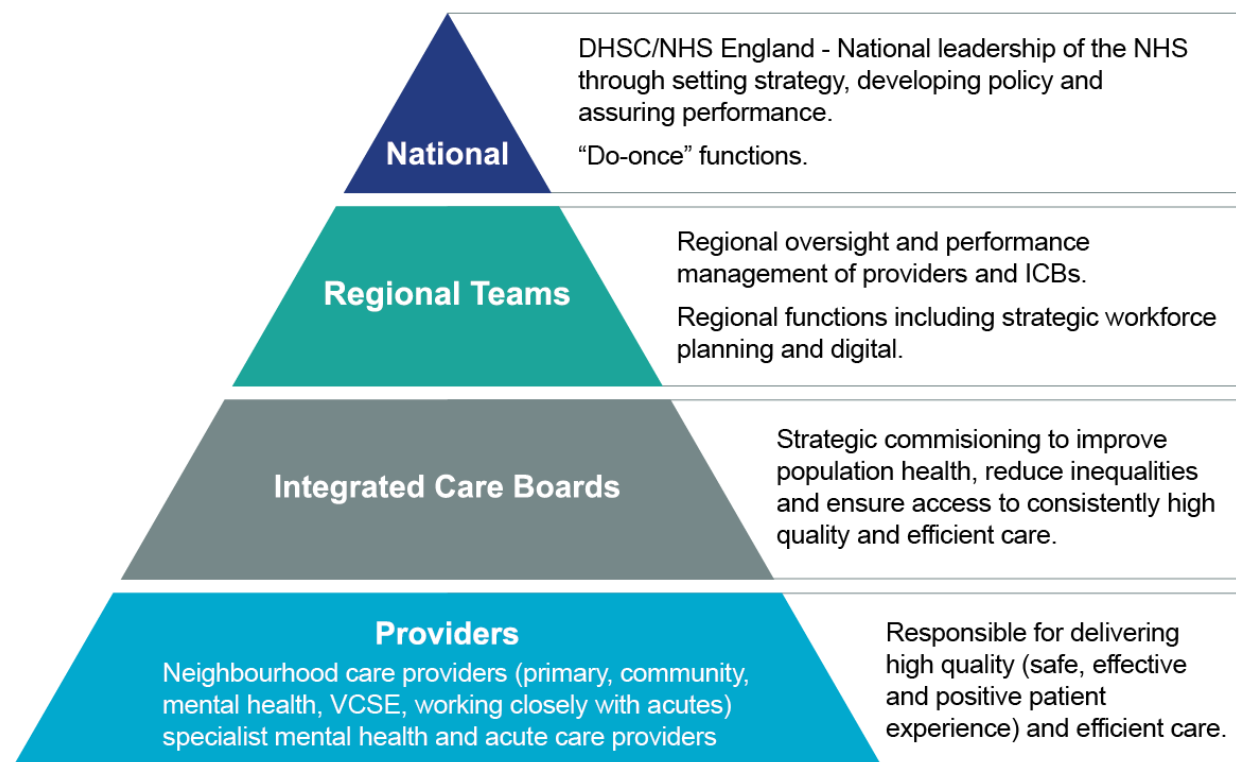 National
DHSC/NHS England - National leadership of the NHS
through setting strategy, developing policy and
assuring performance.
“Do-once” functions.
Regional Teams
Regional oversight and performance
management of providers and ICBs.
Regional functions including strategic workforce
planning and digital.
Integrated Care Boards
Strategic commisioning to improve
population health, reduce inequalities
and ensure access to consistently high
quality and efficient care.
Providers
Neighbourhood care providers (primary, community,
mental health, VCSE, working closely with acutes)
specialist mental health and acute care providers
Responsible for delivering
high quality (safe, effective
and positive patient
experience) and efficient care.